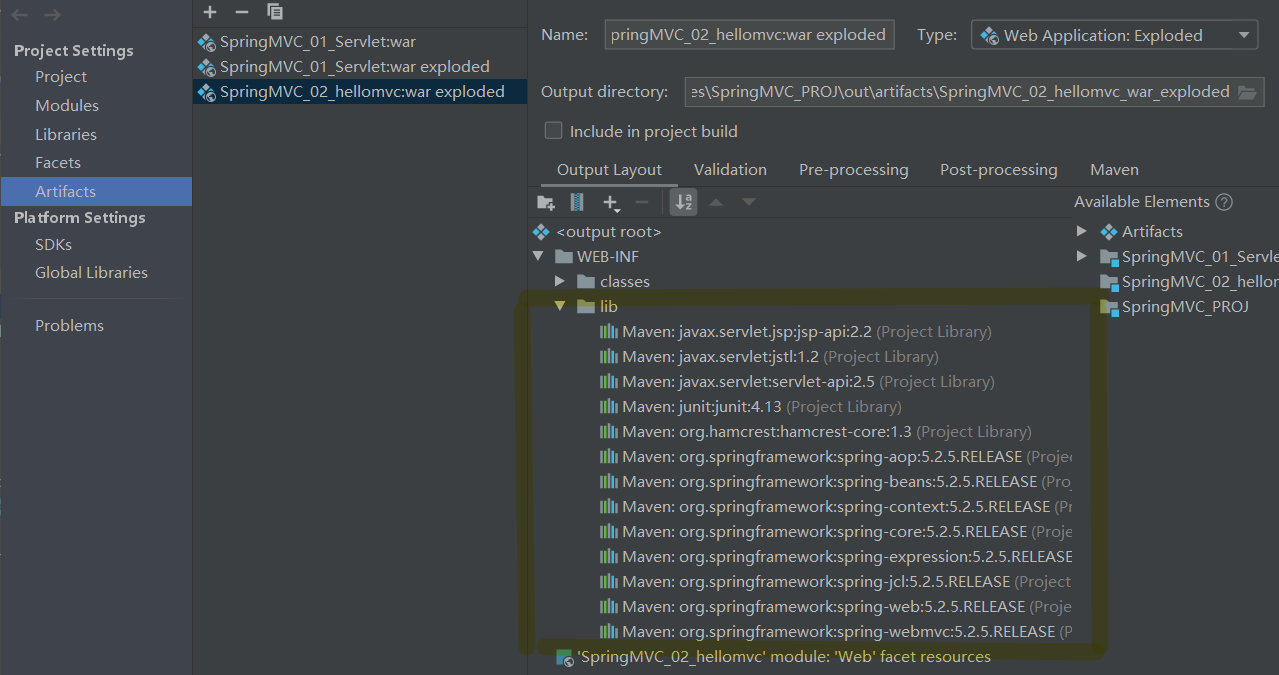 Project Settings
Project
Modules
Libraries
Facets
Artifacts
Platform Settings
SDKs
Global Libraries
Problems
SpringMVC_01_Servlet:war
SpringMVC_01_Servlet:war exploded
SpringMVC_02_hellomvc:war exploded
Name: pringMVC_02_hellomvc:war exploded Type: Web Application: Exploded
Output directory: es\SpringMVC_PROJ\out\artifacts\SpringMVC_02_hellomvc_war_exploded
Include in project build
Output Layout Validation Pre-processing Post-processing Maven
<output root>
WEB-INF
classes
lib
Maven: javax.servlet.jsp:jsp-api:2.2 (Project Library)
Maven: javax.servlet:jstl:1.2 (Project Library)
Maven: javax.servlet:servlet-api:2.5 (Project Library)
Maven: junit:junit:4.13 (Project Library)
Maven: org.hamcrest:hamcrest-core:1.3 (Project Library)
Maven: org.springframework:spring-aop:5.2.5.RELEASE (Projec
Maven: org.springframework:spring-beans:5.2.5.RELEASE (Pro
Maven: org.springframework:spring-context:5.2.5.RELEASE (Pr
Maven: org.springframework:spring-core:5.2.5.RELEASE (Proje
Maven: org.springframework:spring-expression:5.2.5.RELEASE
Maven: org.springframework:spring-jcl:5.2.5.RELEASE (Project
Maven: org.springframework:spring-web:5.2.5.RELEASE (Proje
Maven: org.springframework:spring-webmvc:5.2.5.RELEASE (P
'SpringMVC_02_hellomvc' module: 'Web' facet resources
Available Elements ?
Artifacts
SpringMVC_01_Servle
SpringMVC_02_hellor
SpringMVC_PROJ